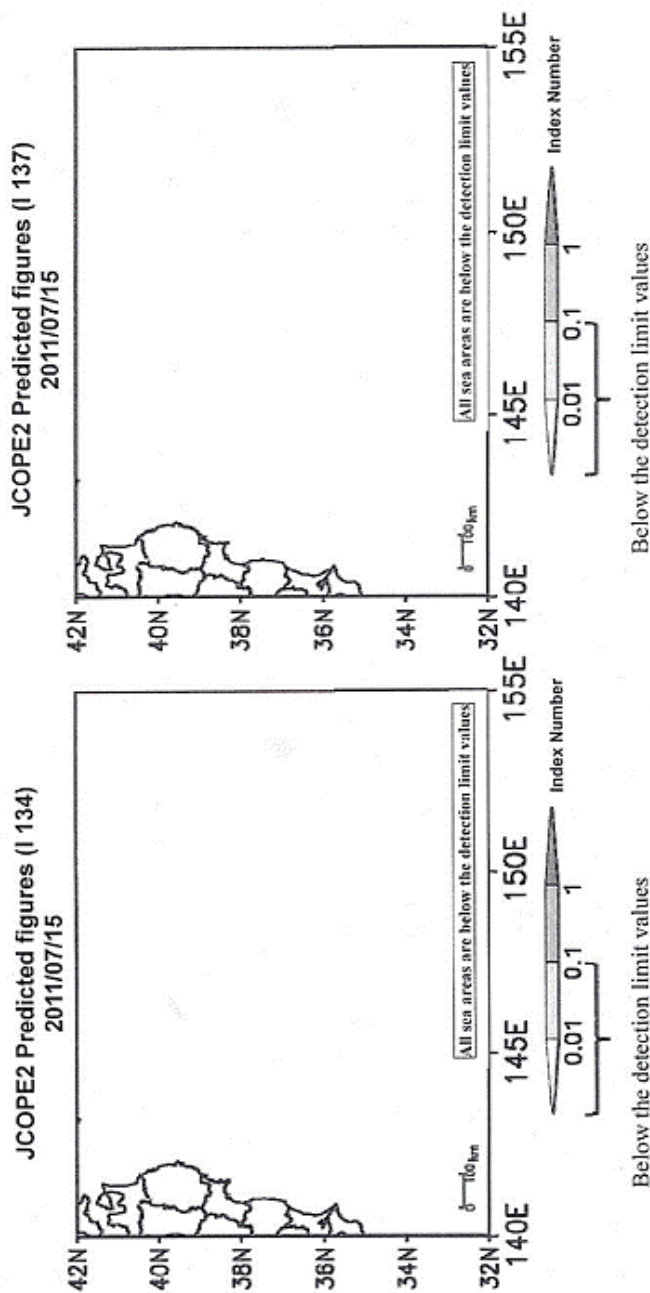 JCOPE2 Predicted figures (I 134)
2011/07/15
42N
40N
38N
36N
34N
32N
140E
145E
150E
155E
0 100km
All sea areas are below the detection limit values
0.01
0.1
1
Index Number
Below the detection limit values
JCOPE2 Predicted figures (I 137)
2011/07/15
42N
40N
38N
36N
34N
32N
140E
145E
150E
155E
0 100km
All sea areas are below the detection limit values
0.01
0.1
1
Index Number
Below the detection limit values